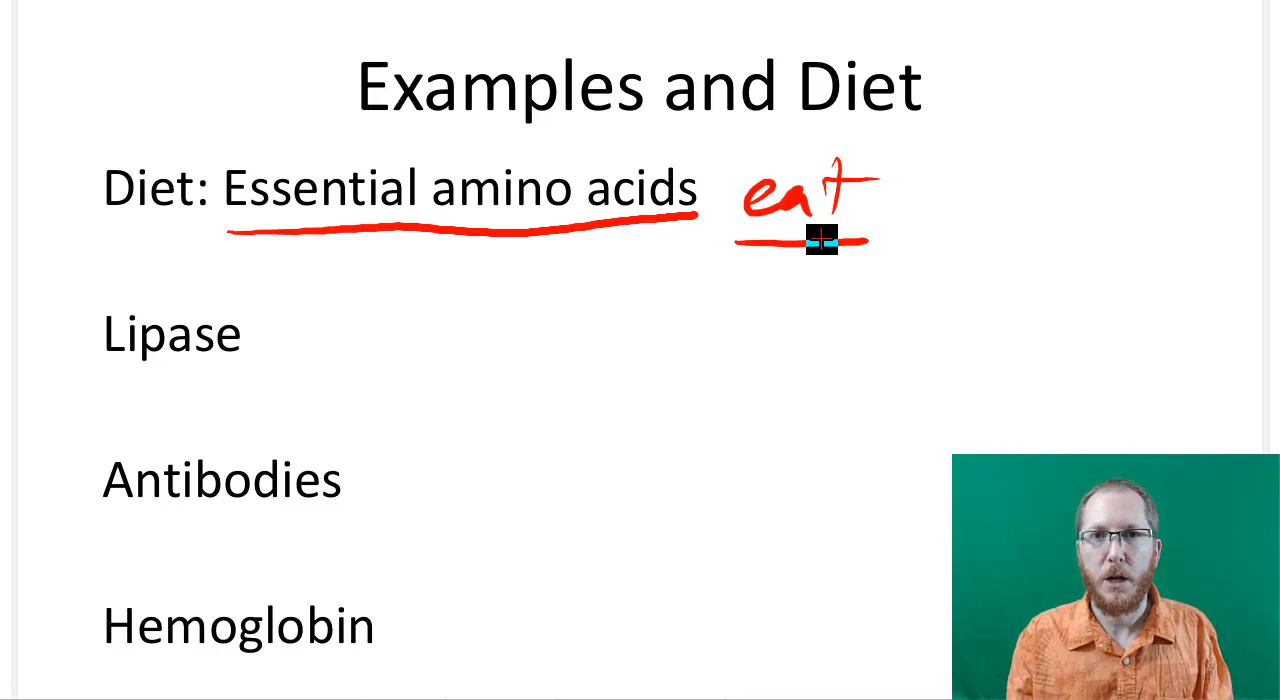 Examples and Diet
Diet: Essential amino acids eat
Lipase
Antibodies
Hemoglobin